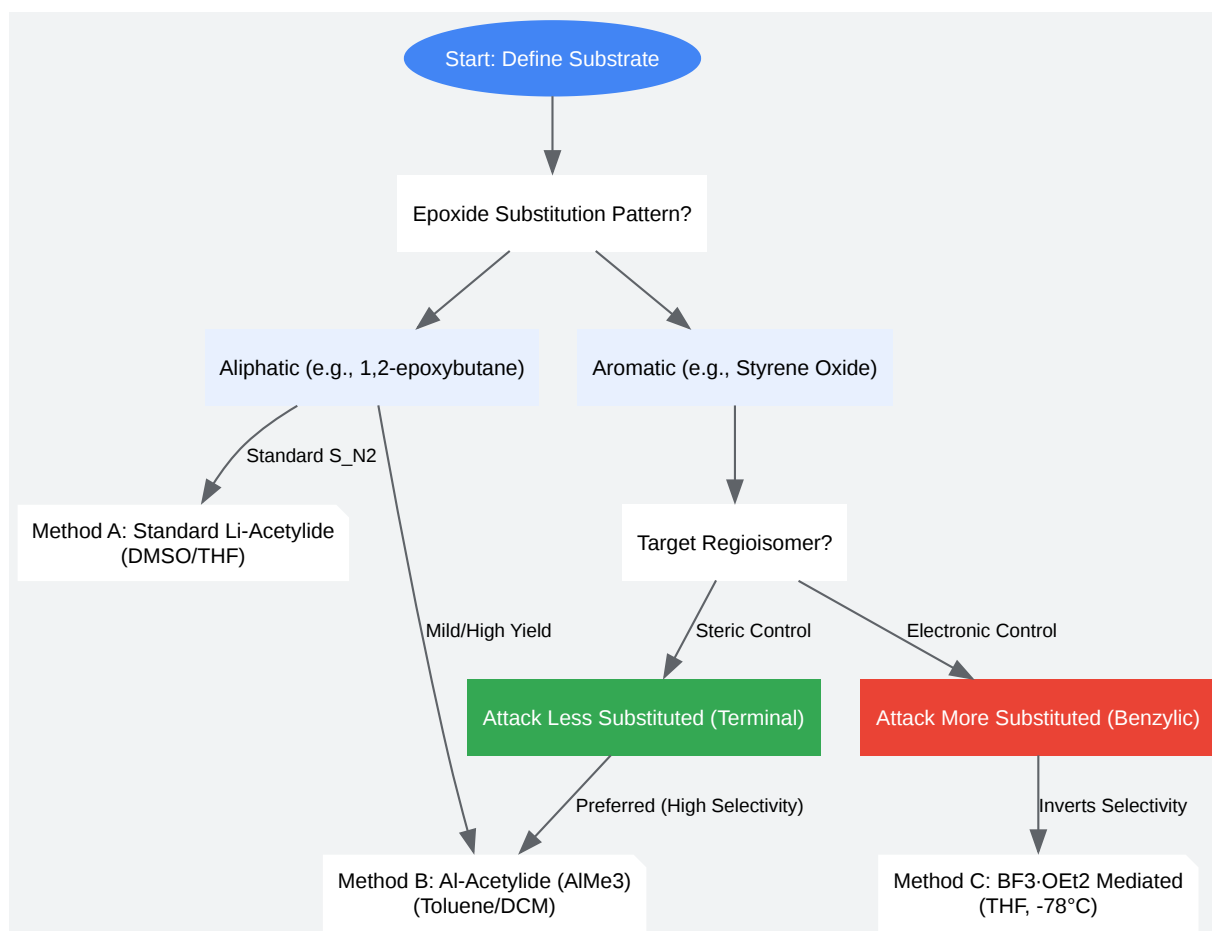 Start: Define Substrate
Epoxide Substitution Pattern?
Aliphatic (e.g., 1,2-epoxybutane)
Aromatic (e.g., Styrene Oxide)
Standard S_N2
Method A: Standard Li-Acetylide
(DMSO/THF)
Target Regioisomer?
Mild/High Yield
Steric Control
Electronic Control
Attack Less Substituted (Terminal)
Attack More Substituted (Benzylic)
Preferred (High Selectivity)
Inverts Selectivity
Method B: Al-Acetylide (AlMe3)
(Toluene/DCM)
Method C: BF3·OEt2 Mediated
(THF, -78°C)